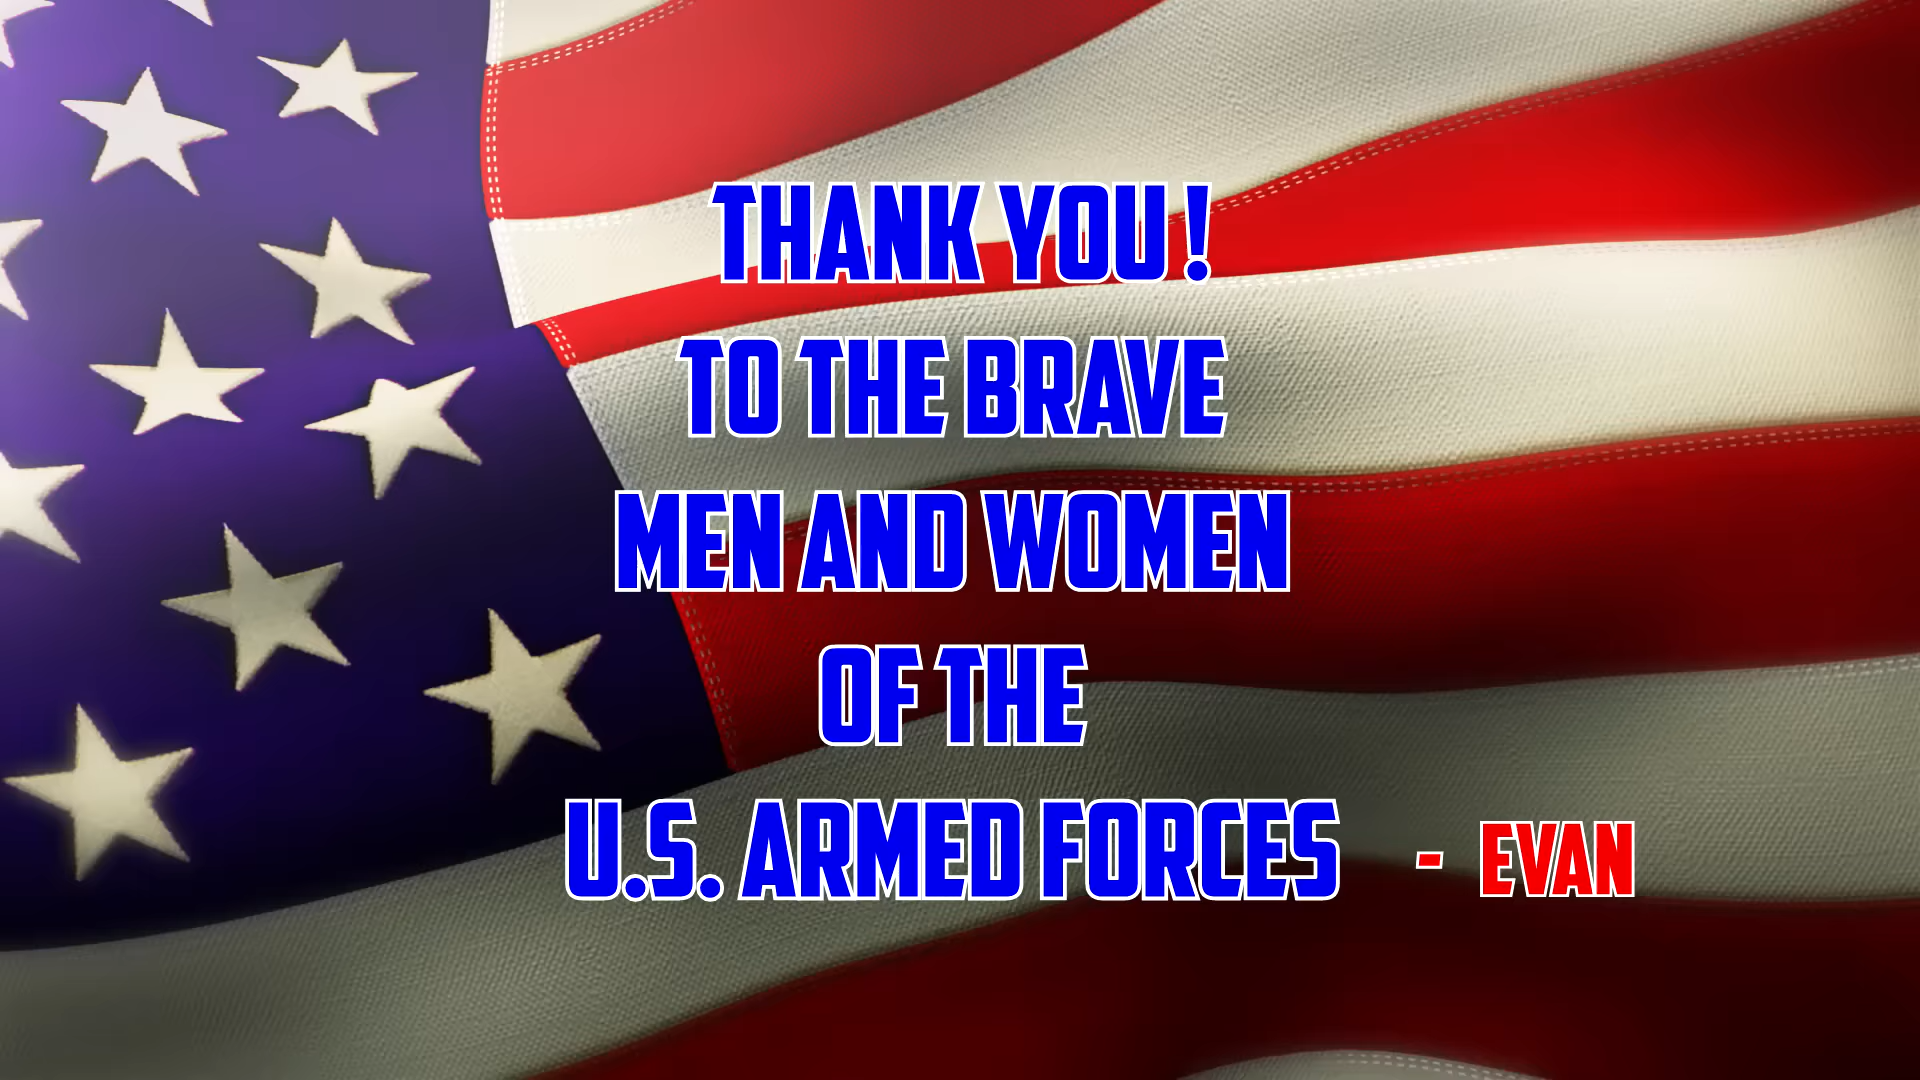 THANK YOU!
TO THE BRAVE
MEN AND WOMEN
OF THE
U.S. ARMED FORCES - EVAN